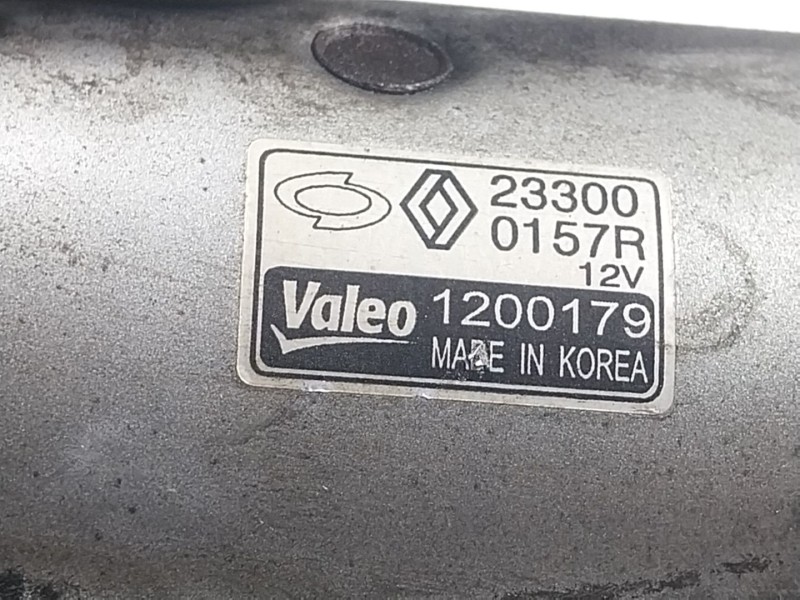 23300
0157R
12V
Valeo 1200179
MADE IN KOREA